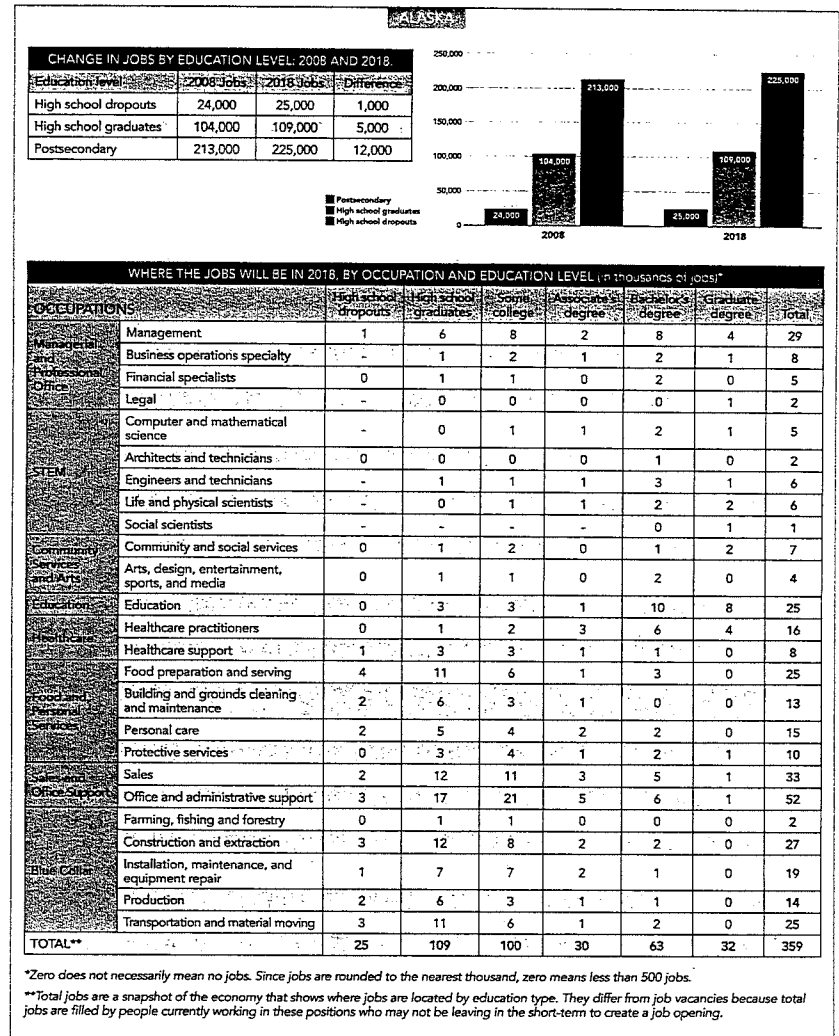 ALASKA
CHANGE IN JOBS BY EDUCATION LEVEL: 2008 AND 2018.
Education level 2008 Jobs 2018 Jobs Difference
High school dropouts 24,000 25,000 1,000
High school graduates 104,000 109,000 5,000
Postsecondary 213,000 225,000 12,000
250,000
200,000
150,000
100,000
50,000
0
24,000 104,000 213,000 25,000 109,000 225,000
2008 2018
Postsecondary
High school graduates
High school dropouts
WHERE THE JOBS WILL BE IN 2018, BY OCCUPATION AND EDUCATION LEVEL (in thousands of jobs)*
OCCUPATIONS High school dropouts High school graduates Some college Associate's degree Bachelor's degree Graduate degree Total
Managerial and Professional Office
Management 1 6 8 2 8 4 29
Business operations specialty - 1 2 1 2 1 8
Financial specialists 0 1 1 0 2 0 5
Legal - 0 0 0 0 1 2
STEM
Computer and mathematical
science - 0 1 1 2 1 5
Architects and technicians 0 0 0 0 1 0 2
Engineers and technicians - 1 1 1 3 1 6
Life and physical scientists - 0 1 1 2 2 6
Social scientists - - - - 0 1 1
Community Services and Arts
Community and social services 0 1 2 0 1 2 7
Arts, design, entertainment,
sports, and media 0 1 1 0 2 0 4
Education
Education 0 3 3 1 10 8 25
Healthcare
Healthcare practitioners 0 1 2 3 6 4 16
Healthcare support 1 3 3 1 1 0 8
Food and Personal Services
Food preparation and serving 4 11 6 1 3 0 25
Building and grounds cleaning
and maintenance 2 6 3 1 0 0 13
Personal care 2 5 4 2 2 0 15
Protective services 0 3 4 1 2 1 10
Sales and Office Support
Sales 2 12 11 3 5 1 33
Office and administrative support 3 17 21 5 6 1 52
Blue Collar
Farming, fishing and forestry 0 1 1 0 0 0 2
Construction and extraction 3 12 8 2 2 0 27
Installation, maintenance, and
equipment repair 1 7 7 2 1 0 19
Production 2 6 3 1 1 0 14
Transportation and material moving 3 11 6 1 2 0 25
TOTAL** 25 109 100 30 63 32 359
*Zero does not necessarily mean no jobs. Since jobs are rounded to the nearest thousand, zero means less than 500 jobs.
**Total jobs are a snapshot of the economy that shows where jobs are located by education type. They differ from job vacancies because total
jobs are filled by people currently working in these positions who may not be leaving in the short-term to create a job opening.